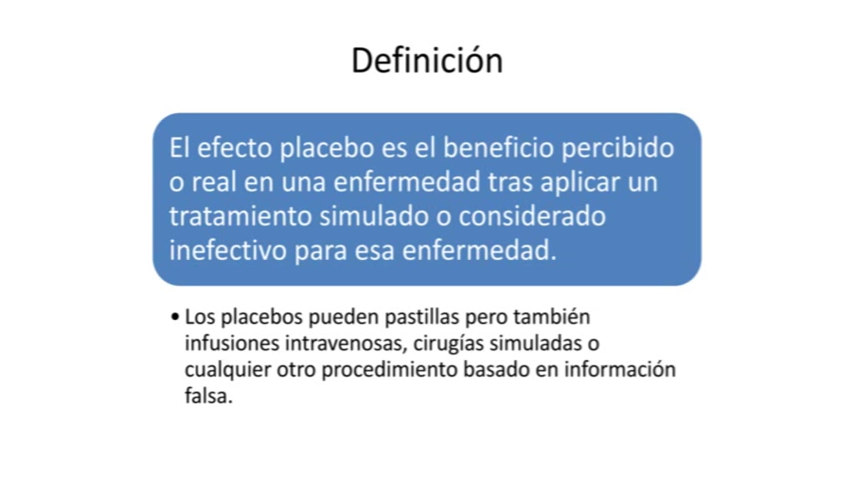 Definición
El efecto placebo es el beneficio percibido
o real en una enfermedad tras aplicar un
tratamiento simulado o considerado
inefectivo para esa enfermedad.
• Los placebos pueden pastillas pero también
infusiones intravenosas, cirugías simuladas o
cualquier otro procedimiento basado en información
falsa.